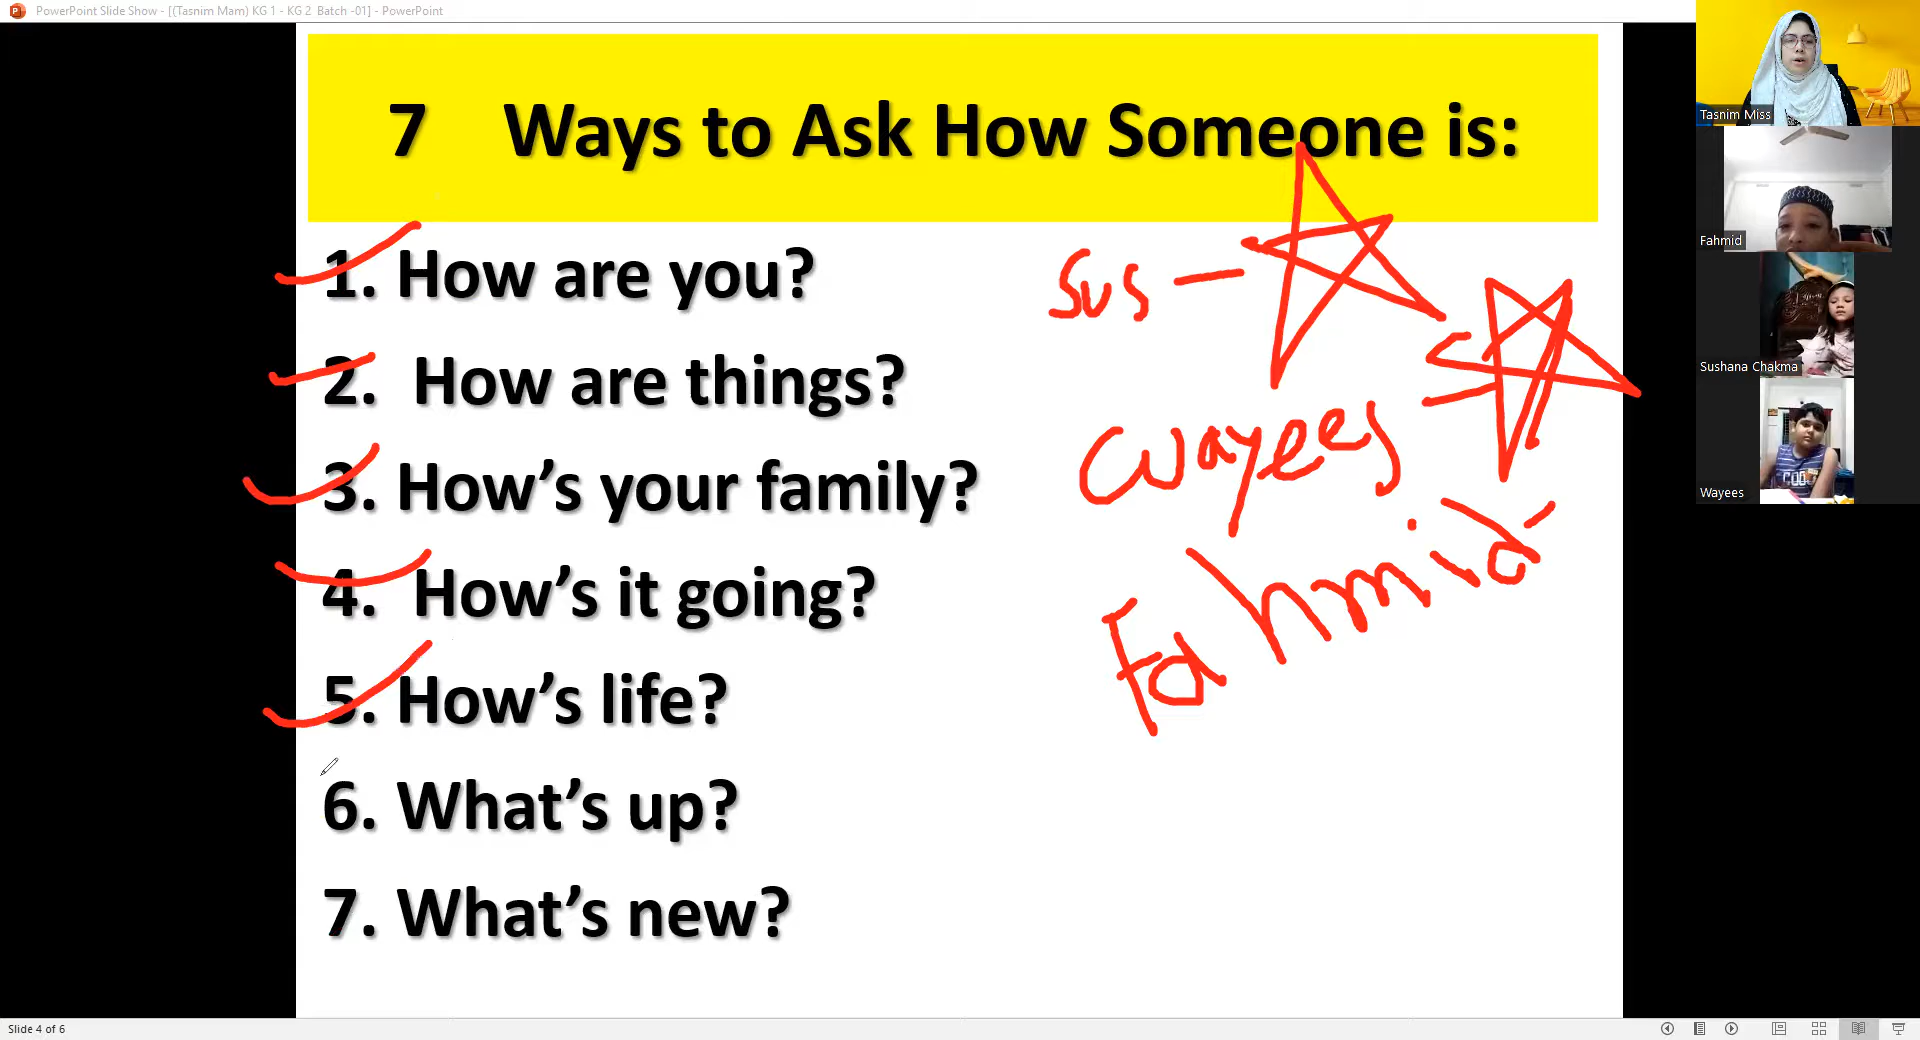 PowerPoint Slide Show - [(Tasnim Mam) KG 1 - KG 2 Batch -01] - PowerPoint
7 Ways to Ask How Someone is:
1. How are you?
2. How are things?
3. How's your family?
4. How's it going?
5. How's life?
6. What's up?
7. What's new?
Sus —
Wayees —
Fahmid
Tasnim Miss
Fahmid
Sushana Chakma
Wayees
Slide 4 of 6